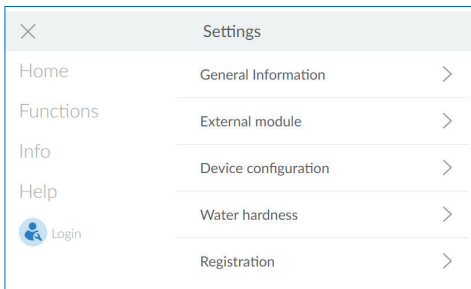 Settings
Home
Functions
Info
Help
Login
General Information
External module
Device configuration
Water hardness
Registration